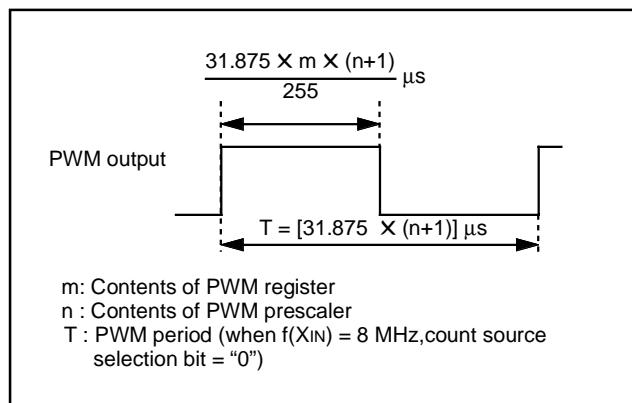 31.875 × m × (n+1)
255
μs
PWM output
T = [31.875 × (n+1)] μs
m: Contents of PWM register
n : Contents of PWM prescaler
T : PWM period (when f(XIN) = 8 MHz,count source
selection bit = “0”)